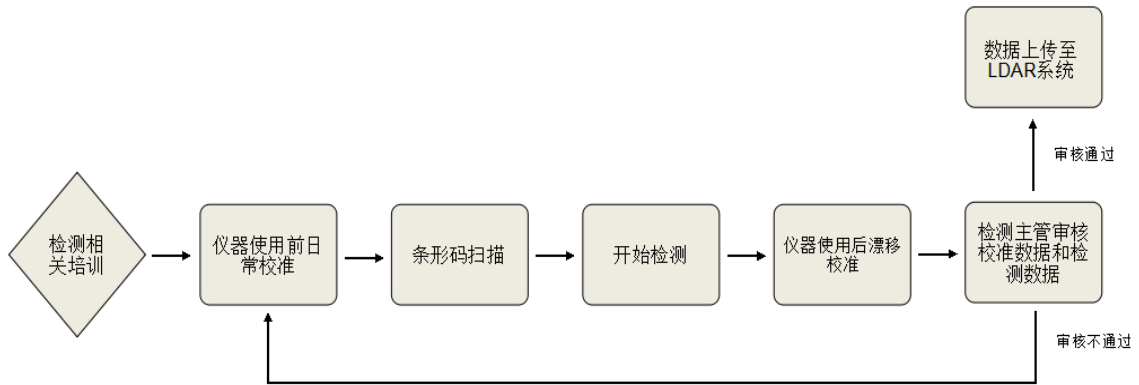 数据上传至
LDAR系统
审核通过
检测相
关培训
仪器使用前日
常校准
条形码扫描
开始检测
仪器使用后漂移
校准
检测主管审核
校准数据和检
测数据
审核不通过